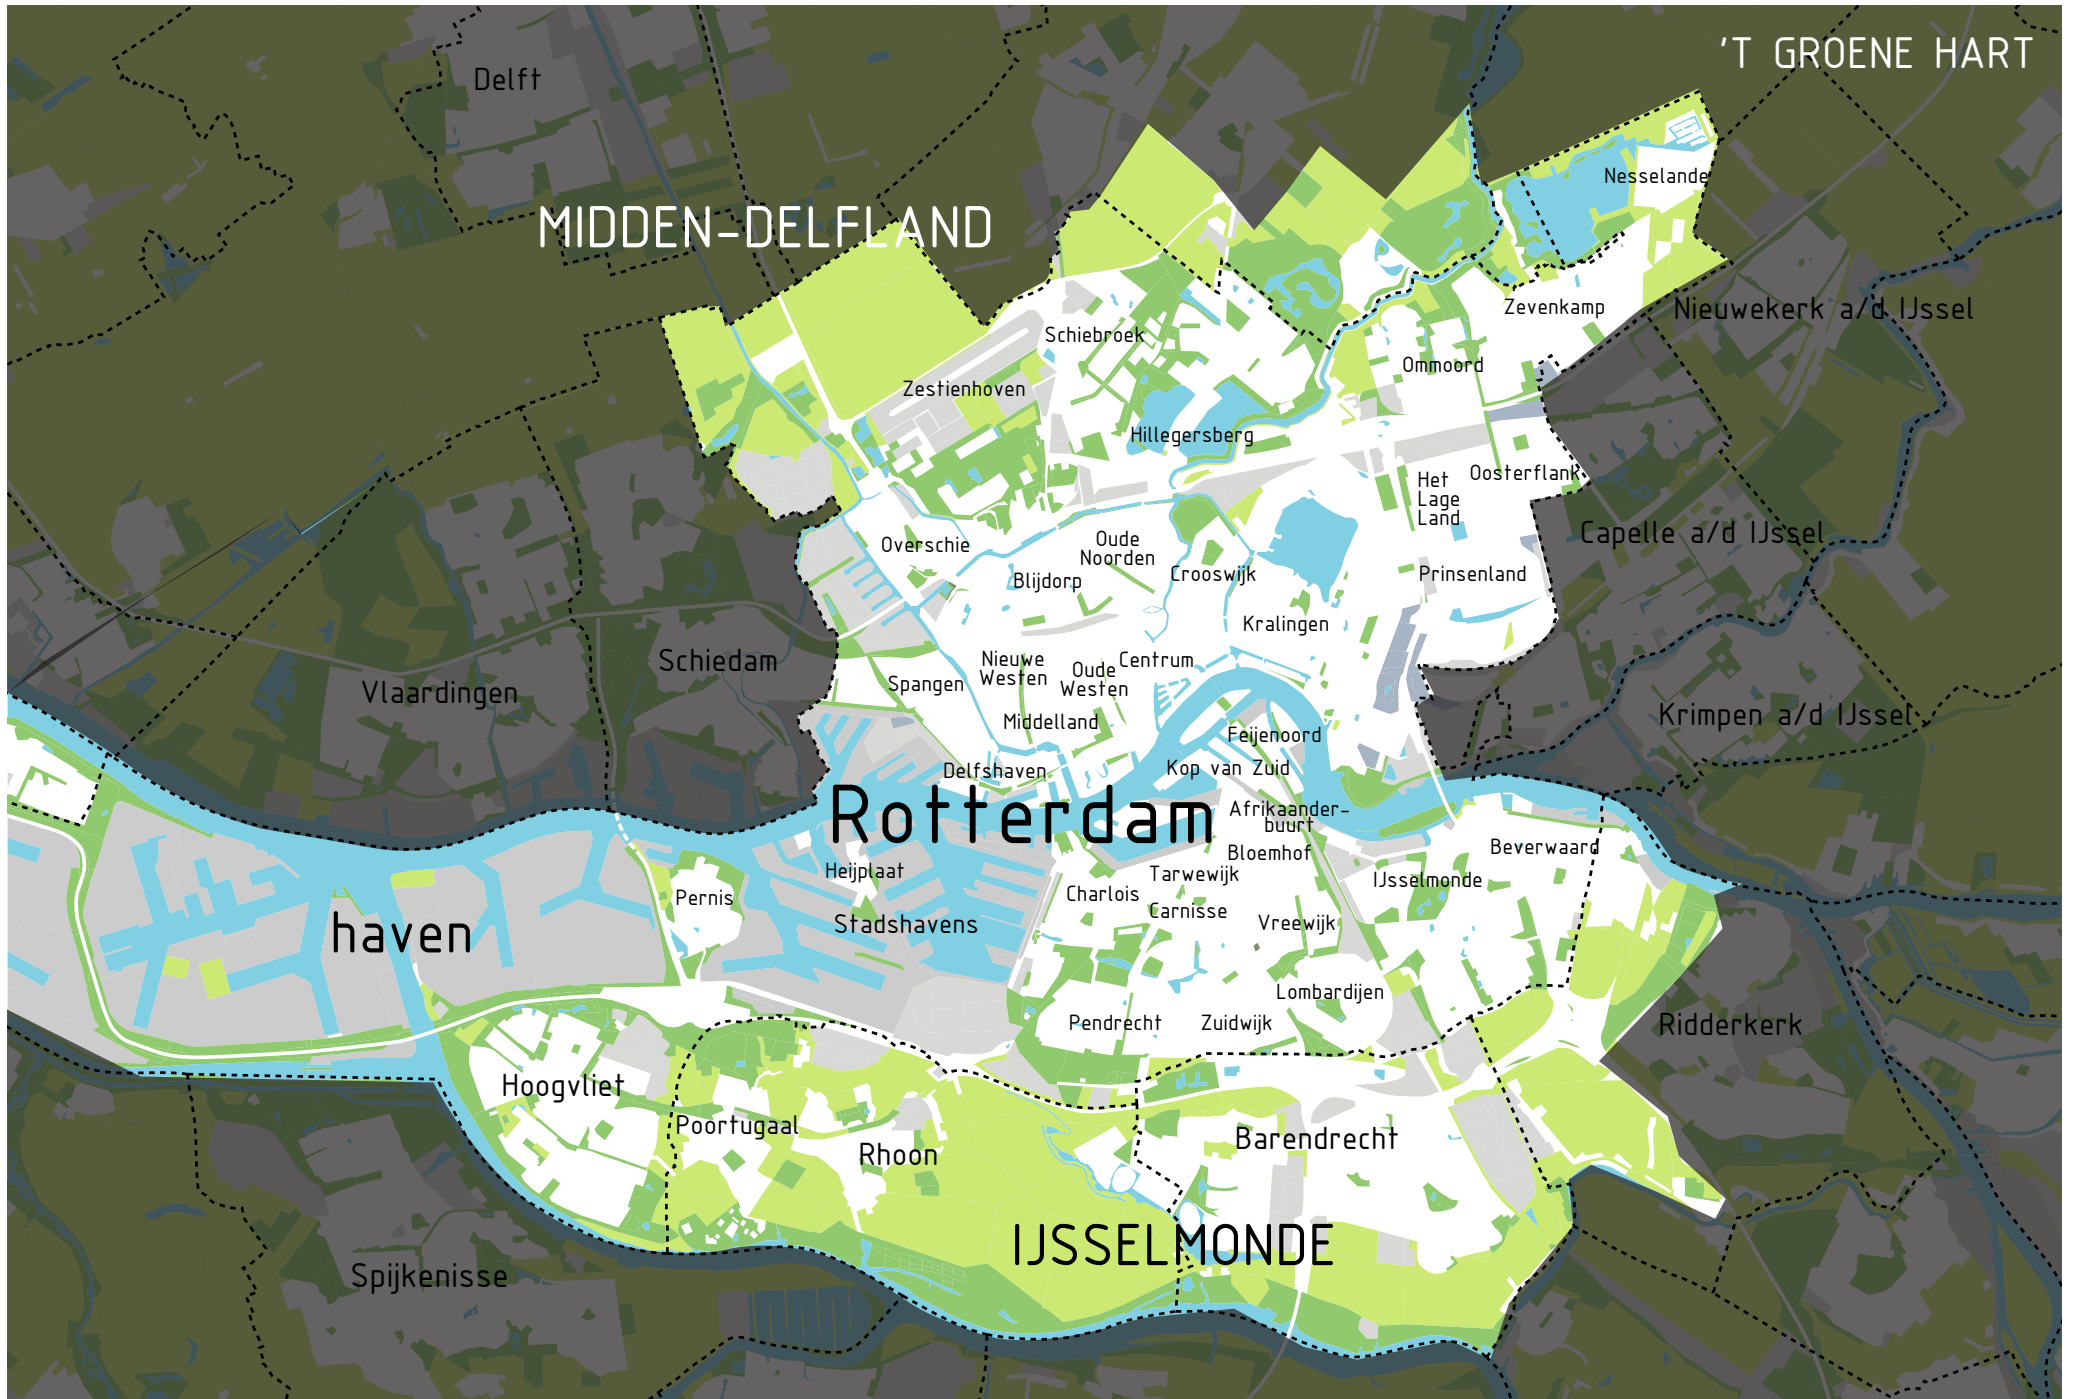 'T GROENE HART
Delft
Nesselande
MIDDEN-DELFLAND
Zevenkamp
Nieuwekerk a/d IJssel
Schiebroek
Ommoord
Zestienhoven
Hillegersberg
Oosterflank
Het
Lage
Land
Capelle a/d IJssel
Overschie
Oude
Noorden
Blijdorp
Crooswijk
Prinsenland
Kralingen
Schiedam
Nieuwe
Westen
Oude
Westen
Centrum
Spangen
Vlaardingen
Middelland
Krimpen a/d IJssel
Feijenoord
Delfshaven
Kop van Zuid
Rotterdam
Afrikaander-
buurt
Beverwaard
Bloemhof
Heijplaat
Tarwewijk
IJsselmonde
Pernis
Charlois
Carnisse
Vreewijk
Stadshavens
haven
Lombardijen
Pendrecht
Zuidwijk
Ridderkerk
Hoogvliet
Poortugaal
Rhoon
Barendrecht
IJSSELMONDE
Spijkenisse